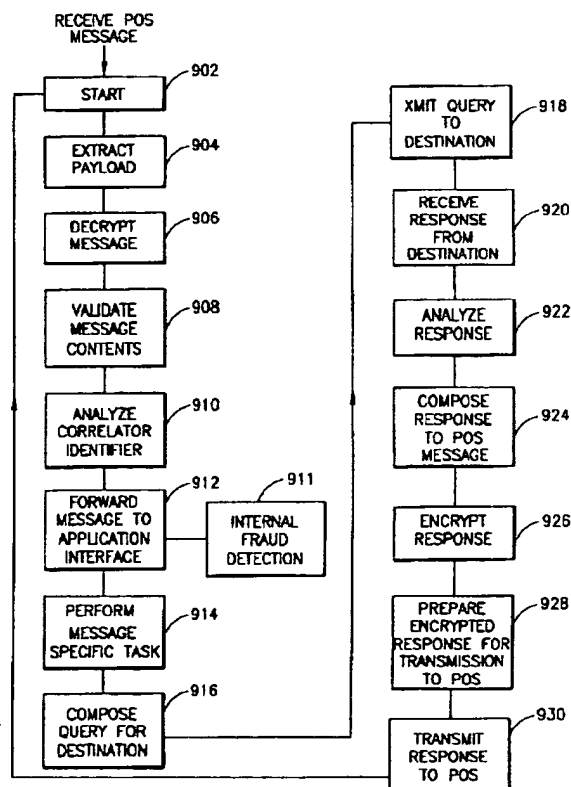 RECEIVE POS
MESSAGE
START
902
EXTRACT
PAYLOAD
904
DECRYPT
MESSAGE
906
VALIDATE
MESSAGE
CONTENTS
908
ANALYZE
CORRELATOR
IDENTIFIER
910
FORWARD
MESSAGE TO
APPLICATION
INTERFACE
912
INTERNAL
FRAUD
DETECTION
911
PERFORM
MESSAGE
SPECIFIC TASK
914
COMPOSE
QUERY FOR
DESTINATION
916
XMIT QUERY
TO
DESTINATION
918
RECEIVE
RESPONSE
FROM
DESTINATION
920
ANALYZE
RESPONSE
922
COMPOSE
RESPONSE
TO POS
MESSAGE
924
ENCRYPT
RESPONSE
926
PREPARE
ENCRYPTED
RESPONSE FOR
TRANSMISSION
TO POS
928
TRANSMIT
RESPONSE
TO POS
930